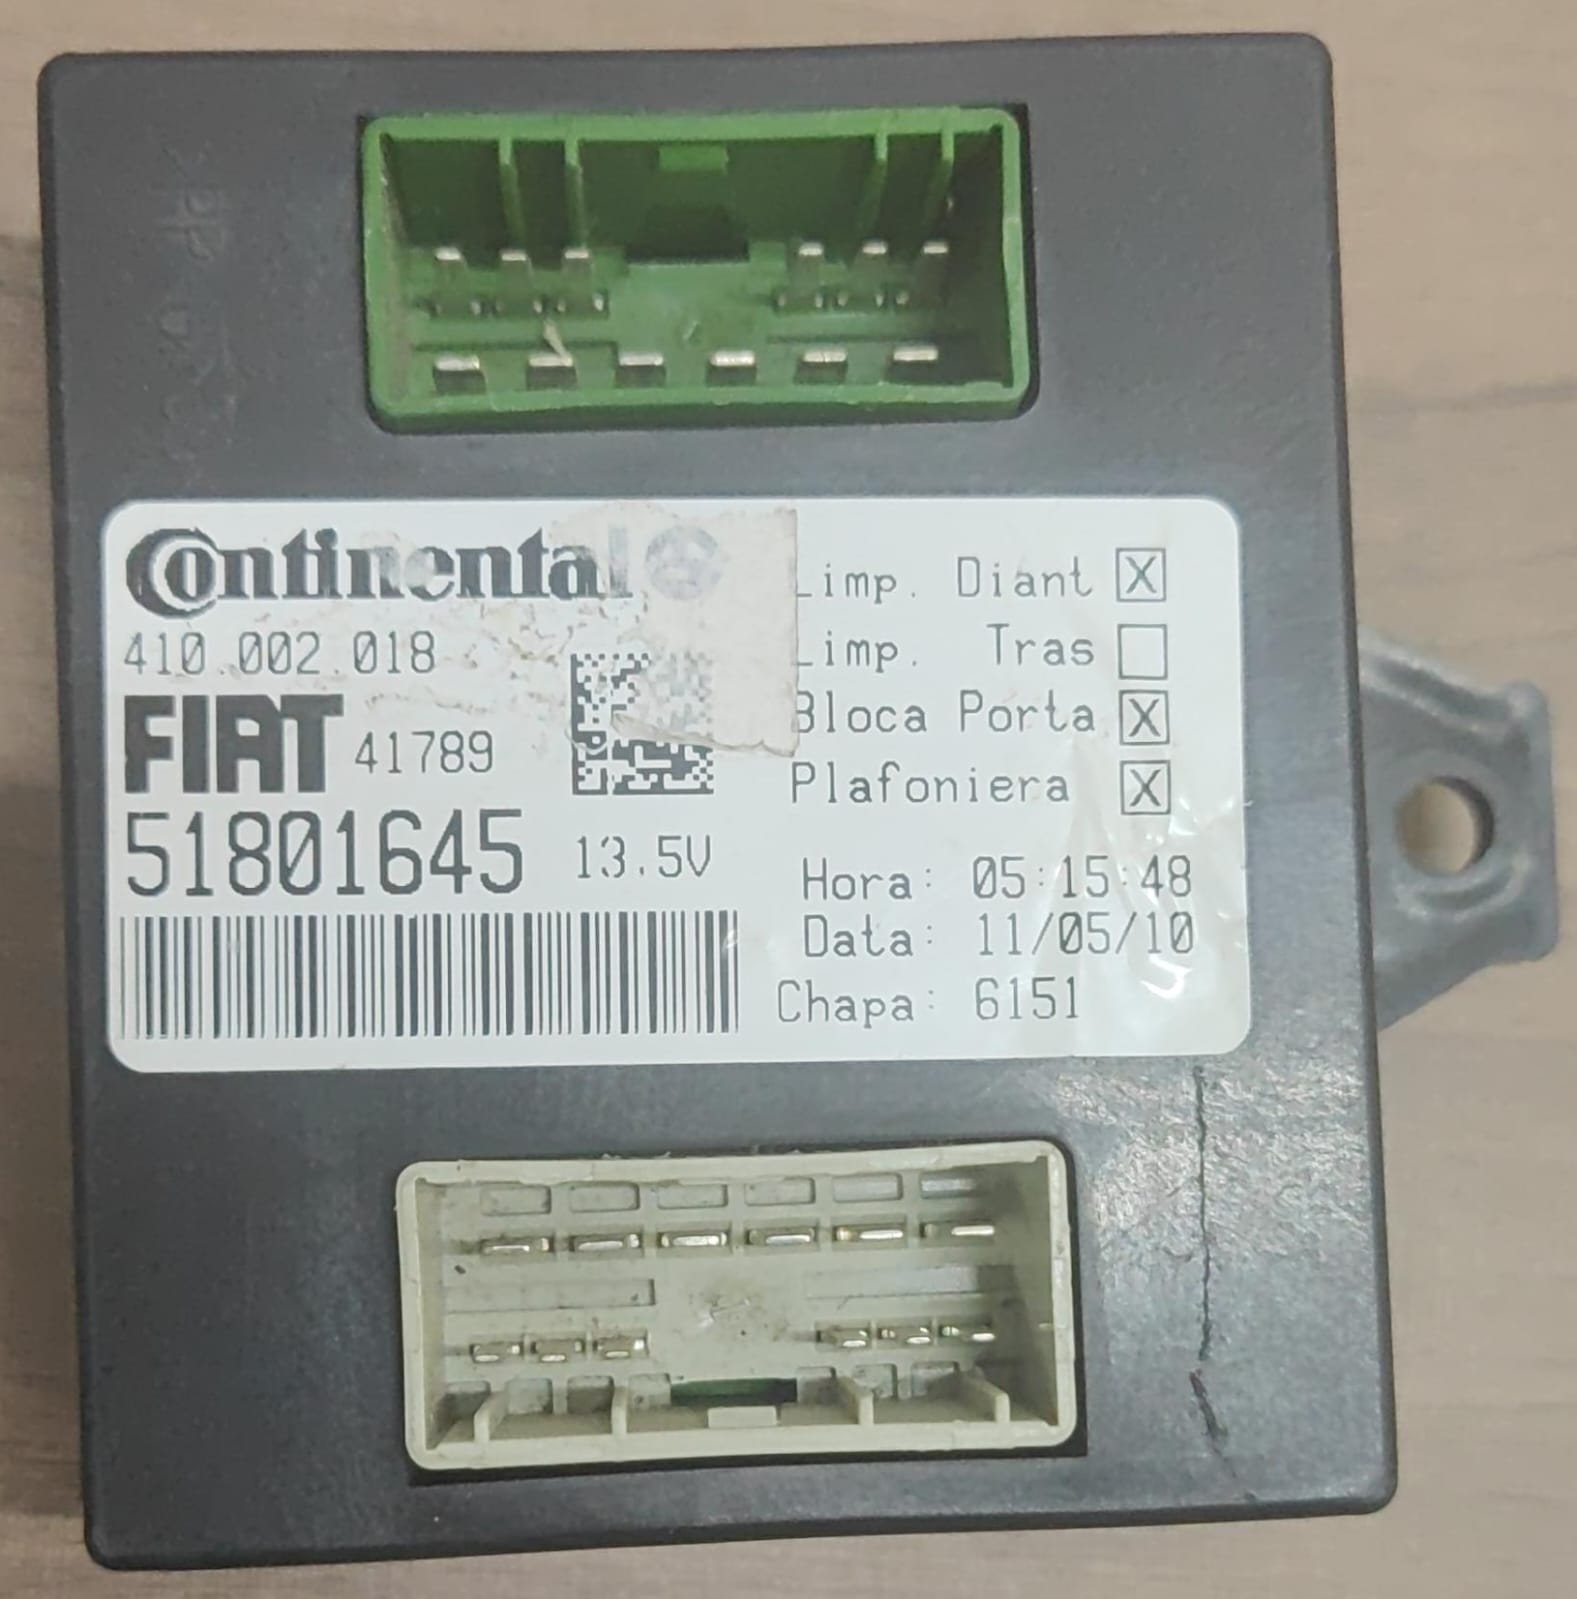 Continental
410.002.018
FIAT 41789
51801645 13.5V
Limp. Diant X
Limp. Tras
Bloca Porta X
Plafoniera X
Hora: 05:15:48
Data: 11/05/10
Chapa: 6151